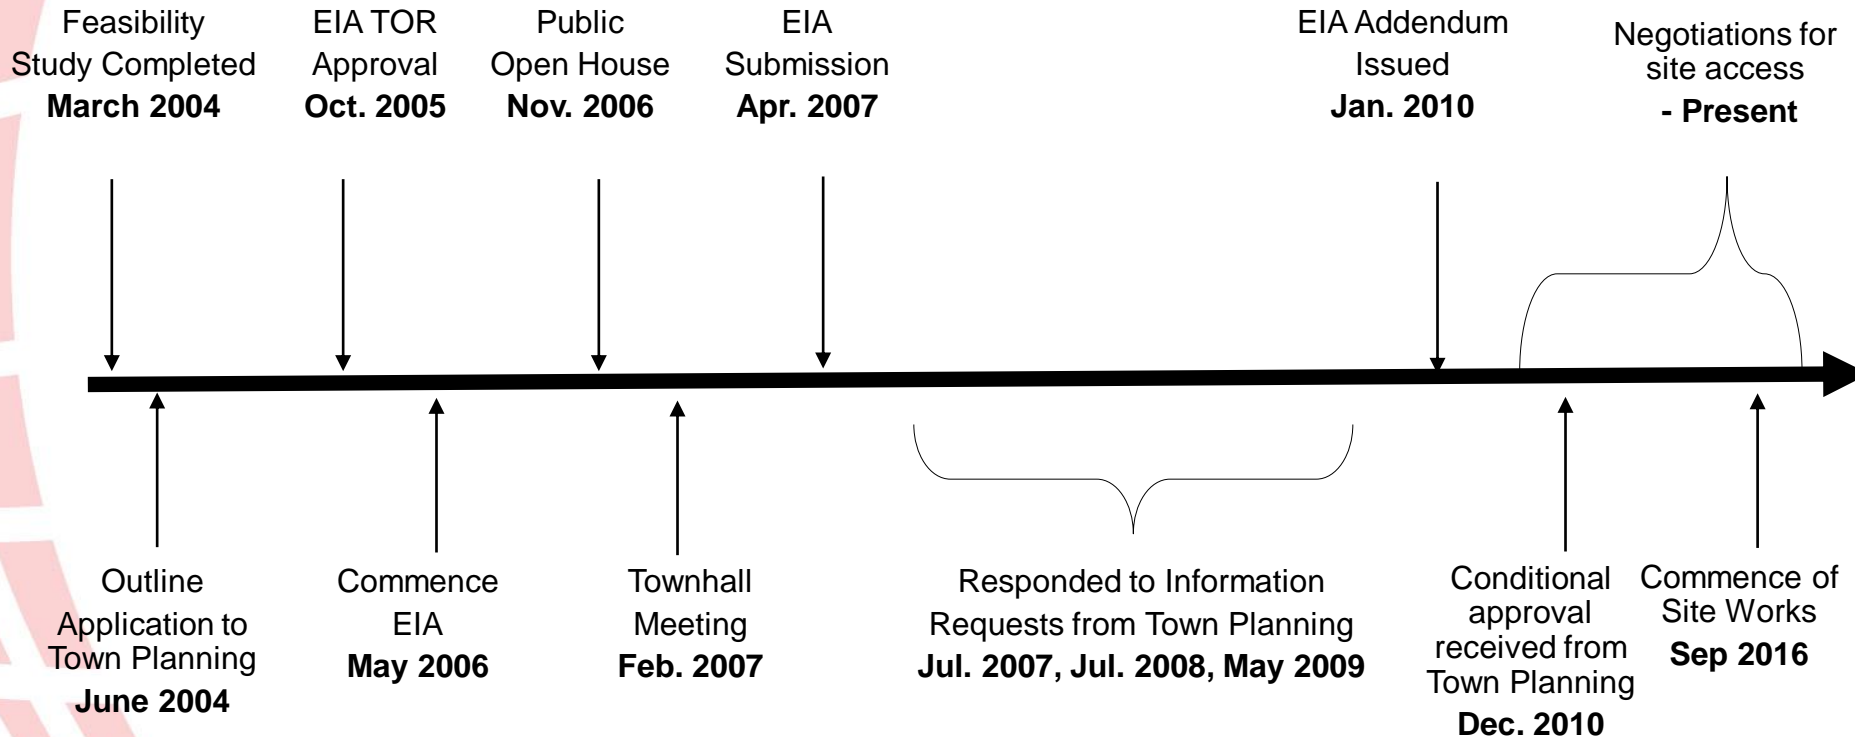 Feasibility
Study Completed
March 2004
EIA TOR
Approval
Oct. 2005
Public
Open House
Nov. 2006
EIA
Submission
Apr. 2007
EIA Addendum
Issued
Jan. 2010
Negotiations for
site access
- Present
Outline
Application to
Town Planning
June 2004
Commence
EIA
May 2006
Townhall
Meeting
Feb. 2007
Responded to Information
Requests from Town Planning
Jul. 2007, Jul. 2008, May 2009
Conditional
approval
received from
Town Planning
Dec. 2010
Commence of
Site Works
Sep 2016